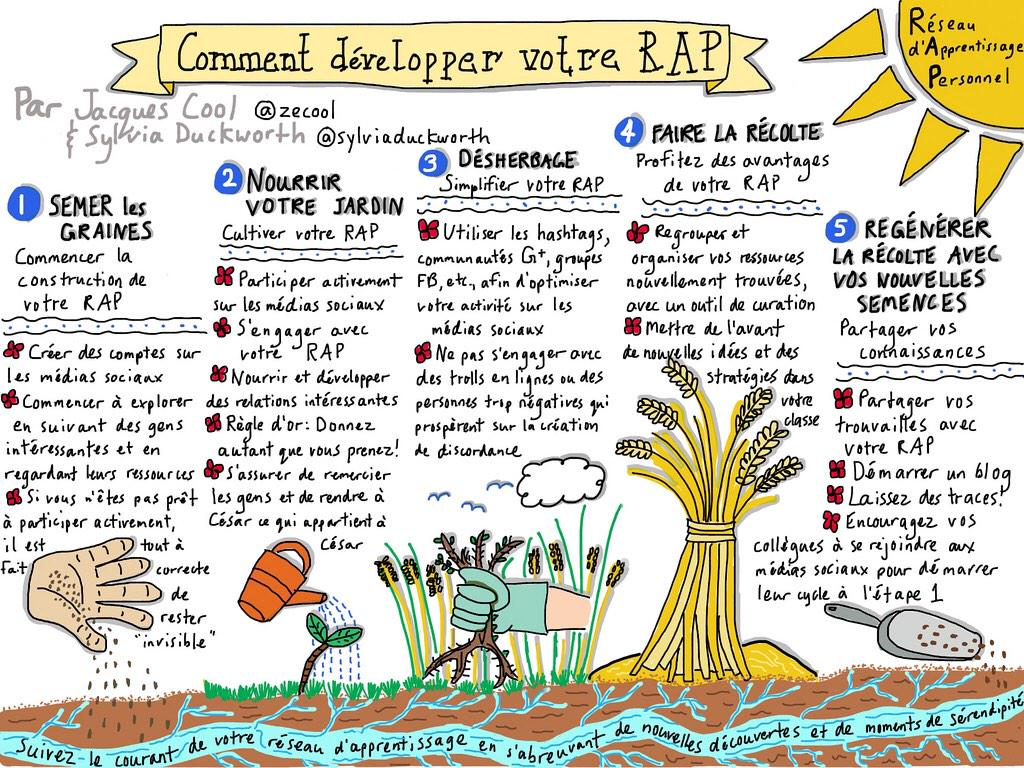 Comment développer votre RAP
Réseau
d'Apprentissage
Personnel
Par Jacques Cool @zecool
& Sylvia Duckworth @sylviaduckworth
1 SEMER les
GRAINES
Commencer la
construction de
votre RAP
Créer des comptes sur
les médias sociaux
Commencer à explorer
en suivant des gens
intéressantes et en
regardant leurs ressources
Si vous n'êtes pas prêt
à participer activement,
il est tout à
fait correcte
de
rester
"invisible"
2 NOURRIR
VOTRE JARDIN
Cultiver votre RAP
Participer activement
sur les médias sociaux
S'engager avec
votre RAP
Nourrir et développer
des relations intéressantes
Règle d'or: Donnez
autant que vous prenez!
S'assurer de remercier
les gens et de rendre à
César ce qui appartient à
César
3 DÉSHERBAGE
Simplifier votre RAP
Utiliser les hashtags,
communautés G+, groupes
FB, etc., afin d'optimiser
votre activité sur les
médias sociaux
Ne pas s'engager avec
des trolls en lignes ou des
personnes trop négatives qui
prospèrent sur la création
de discordance
4 FAIRE LA RÉCOLTE
Profitez des avantages
de votre RAP
Regrouper et
organiser vos ressources
nouvellement trouvées,
avec un outil de curation
Mettre de l'avant
de nouvelles idées et des
stratégies dans
votre
classe
5 REGÉNÉRER
LA RÉCOLTE AVEC
VOS NOUVELLES
SEMENCES
Partager vos
connaissances
Partager vos
trouvailles avec
votre RAP
Démarrer un blog
Laissez des traces!
Encouragez vos
collègues à se rejoindre aux
médias sociaux pour démarrer
leur cycle à l'étape 1
Suivez le courant de votre réseau d'apprentissage en s'abreuvant de nouvelles découvertes et de moments de sérendipité